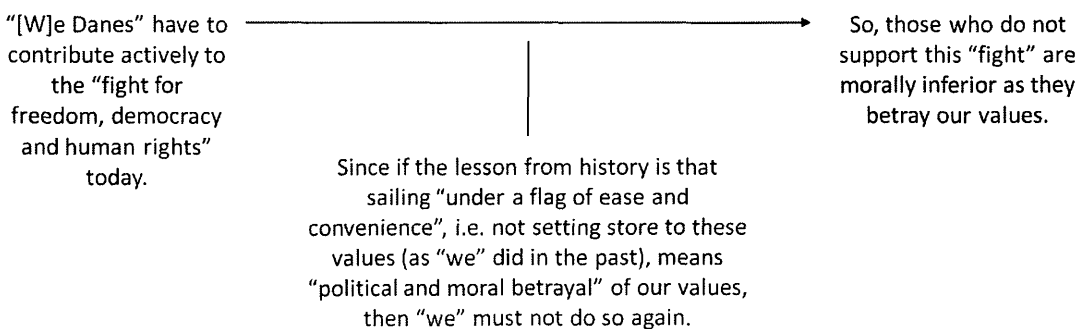 "[W]e Danes" have to
contribute actively to
the "fight for
freedom, democracy
and human rights"
today.
So, those who do not
support this "fight" are
morally inferior as they
betray our values.
Since if the lesson from history is that
sailing "under a flag of ease and
convenience", i.e. not setting store to these
values (as "we" did in the past), means
"political and moral betrayal" of our values,
then "we" must not do so again.